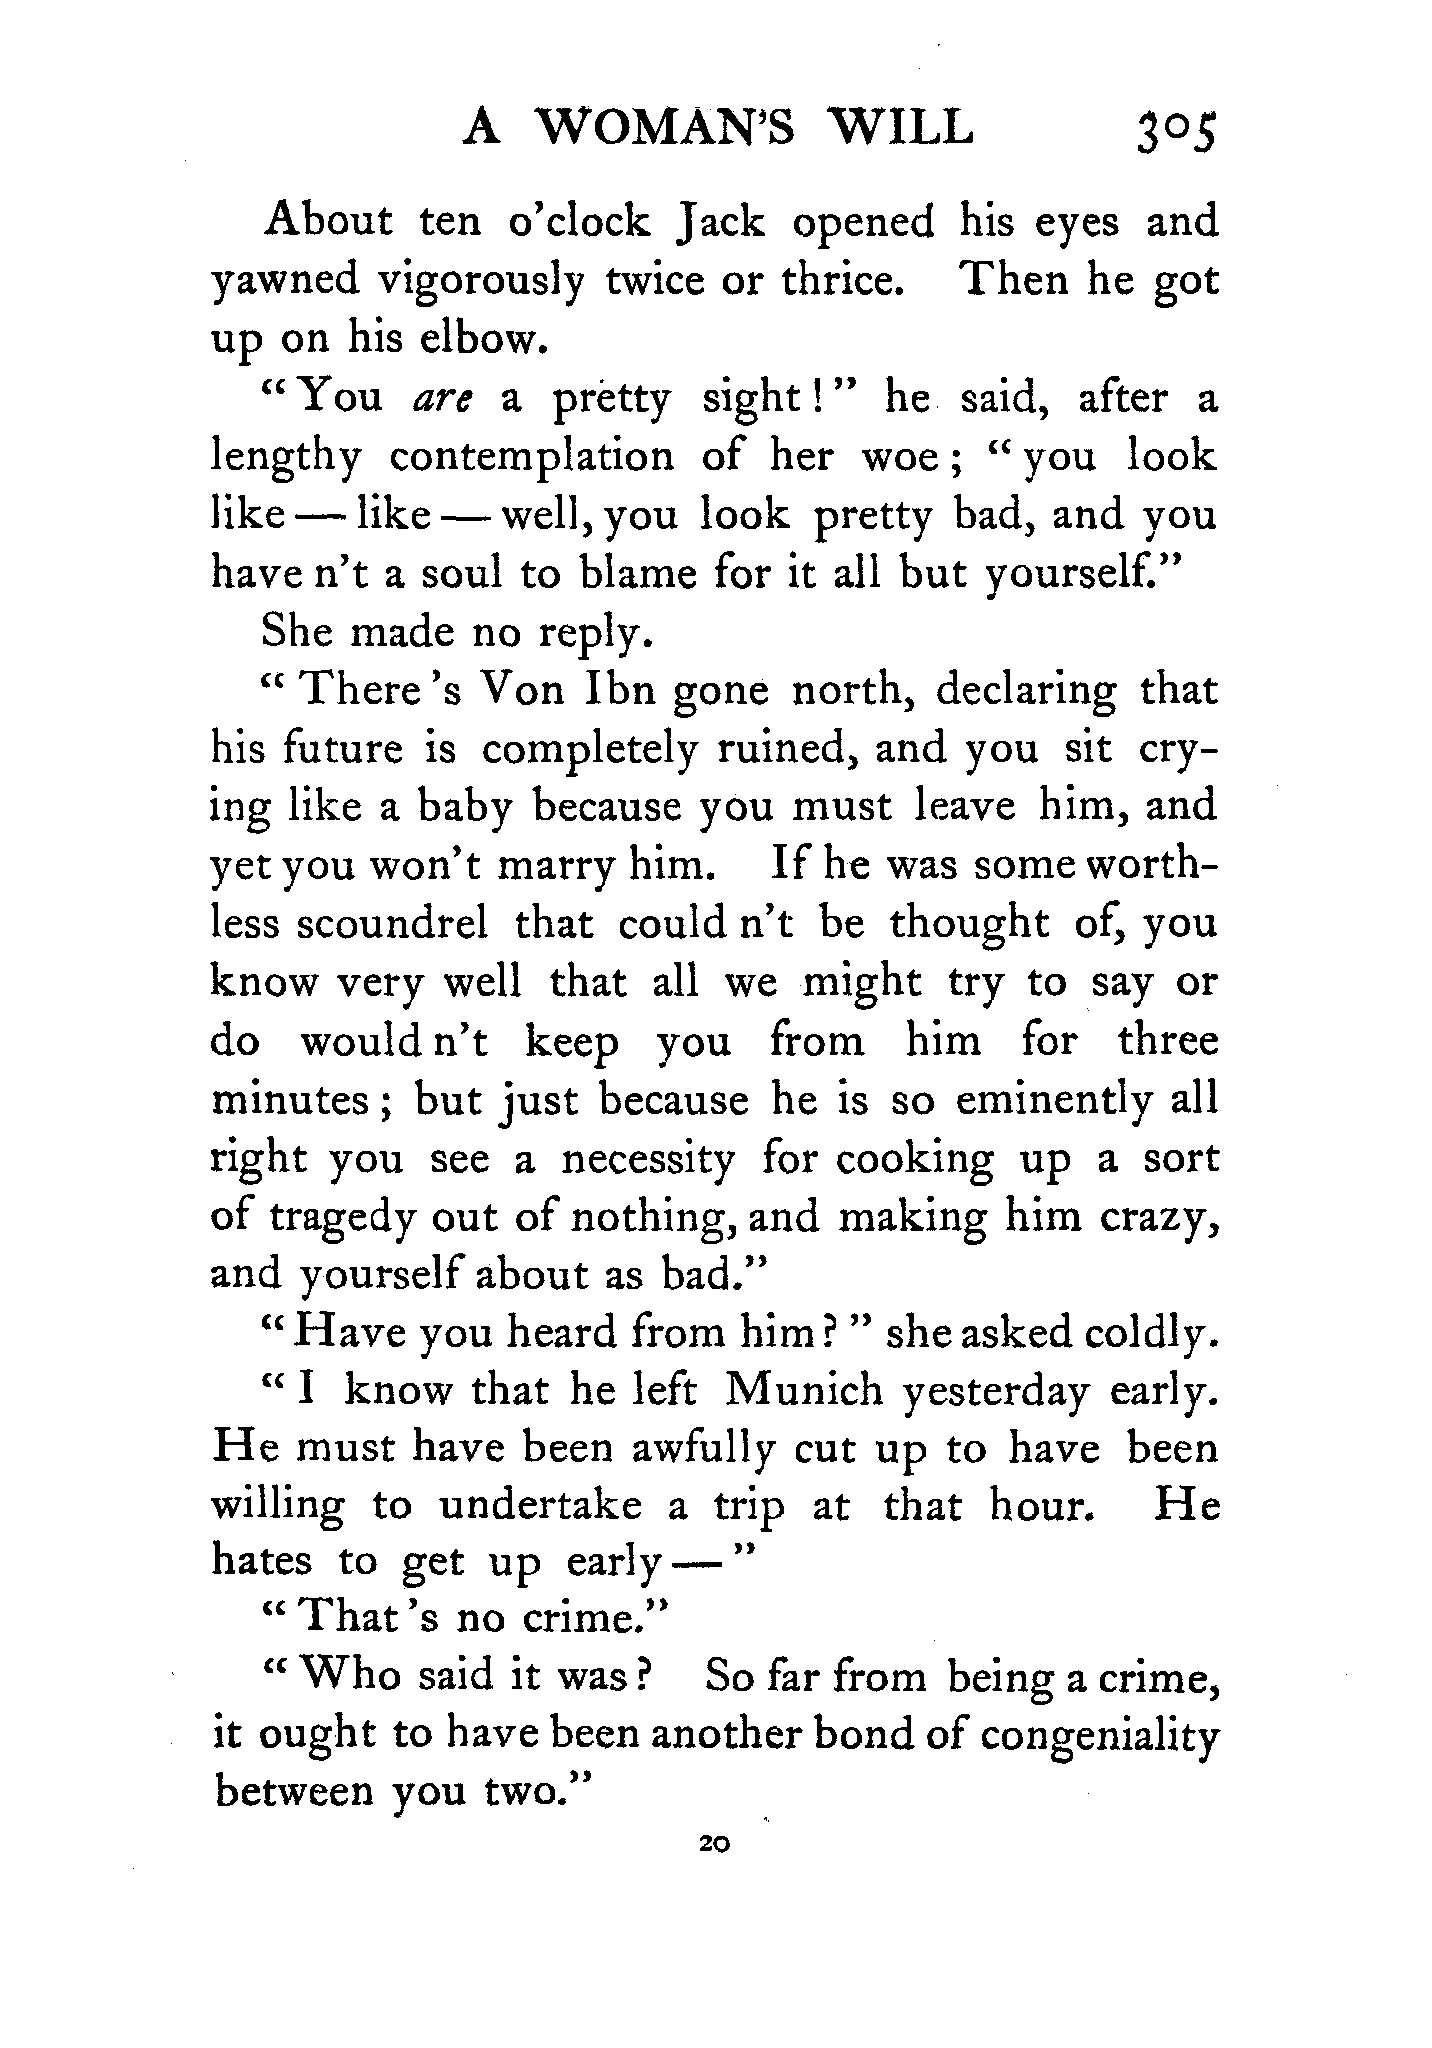 A WOMAN'S WILL 305
About ten o'clock Jack opened his eyes and
yawned vigorously twice or thrice. Then he got
up on his elbow.
"You are a pretty sight!" he said, after a
lengthy contemplation of her woe; "you look
like — like — well, you look pretty bad, and you
have n't a soul to blame for it all but yourself."
She made no reply.
"There 's Von Ibn gone north, declaring that
his future is completely ruined, and you sit cry-
ing like a baby because you must leave him, and
yet you won't marry him. If he was some worth-
less scoundrel that could n't be thought of, you
know very well that all we might try to say or
do would n't keep you from him for three
minutes; but just because he is so eminently all
right you see a necessity for cooking up a sort
of tragedy out of nothing, and making him crazy,
and yourself about as bad."
"Have you heard from him?" she asked coldly.
"I know that he left Munich yesterday early.
He must have been awfully cut up to have been
willing to undertake a trip at that hour. He
hates to get up early — "
"That 's no crime."
"Who said it was? So far from being a crime,
it ought to have been another bond of congeniality
between you two."
20